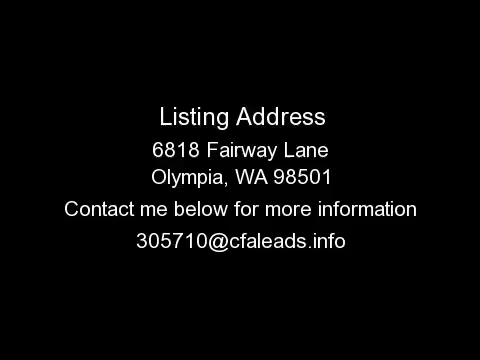 Listing Address
6818 Fairway Lane
Olympia, WA 98501
Contact me below for more information
305710@cfaleads.info